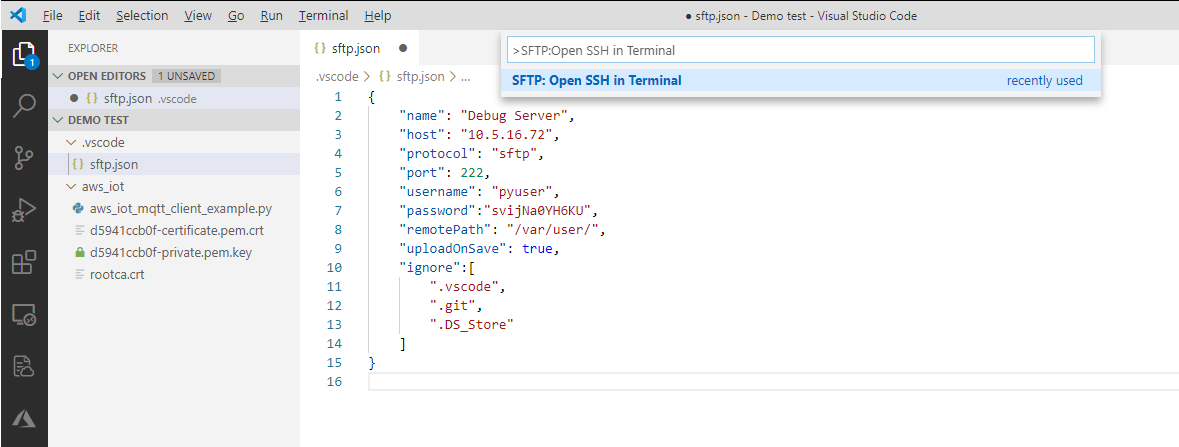 File Edit Selection View Go Run Terminal Help
● sftp.json - Demo test - Visual Studio Code
1
EXPLORER
OPEN EDITORS 1 UNSAVED
● {} sftp.json .vscode
DEMO TEST
.vscode
{} sftp.json
aws_iot
aws_iot_mqtt_client_example.py
d5941ccb0f-certificate.pem.crt
d5941ccb0f-private.pem.key
rootca.crt
{} sftp.json ●
>SFTP:Open SSH in Terminal
SFTP: Open SSH in Terminal recently used
.vscode > {} sftp.json > ...
1 {
2 "name": "Debug Server",
3 "host": "10.5.16.72",
4 "protocol": "sftp",
5 "port": 222,
6 "username": "pyuser",
7 "password":"svijNa0YH6KU",
8 "remotePath": "/var/user/",
9 "uploadOnSave": true,
10 "ignore":[
11 ".vscode",
12 ".git",
13 ".DS_Store"
14 ]
15 }
16